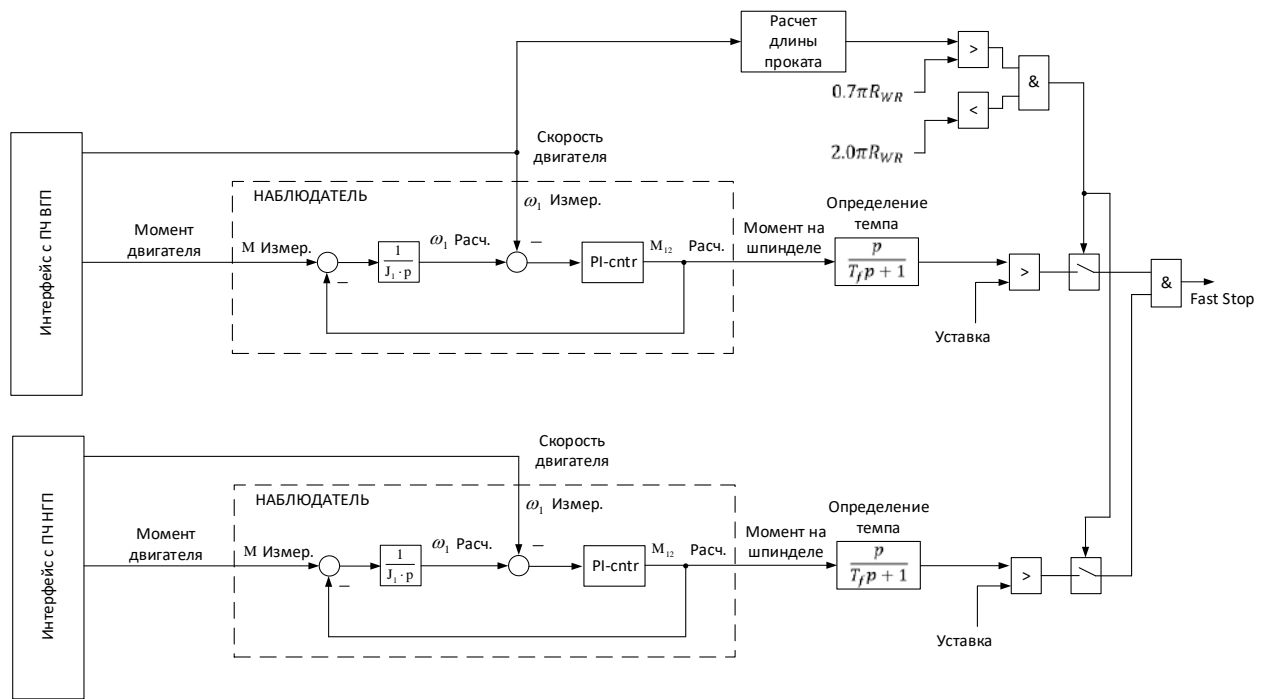 Расчет
длины
проката
>
&
0.7πR_WR
<
2.0πR_WR
Интерфейс с ПЧ ВГП
Скорость
двигателя
НАБЛЮДАТЕЛЬ
ω₁ Измер.
Момент
двигателя
M Измер.
−
1
J₁ · p
ω₁ Расч.
−
PI-cntr
M₁₂ Расч.
Момент на
шпинделе
Определение
темпа
p
T_f p + 1
>
Уставка
&
Fast Stop
Интерфейс с ПЧ НГП
Скорость
двигателя
НАБЛЮДАТЕЛЬ
ω₁ Измер.
Момент
двигателя
M Измер.
−
1
J₁ · p
ω₁ Расч.
−
PI-cntr
M₁₂ Расч.
Момент на
шпинделе
Определение
темпа
p
T_f p + 1
>
Уставка